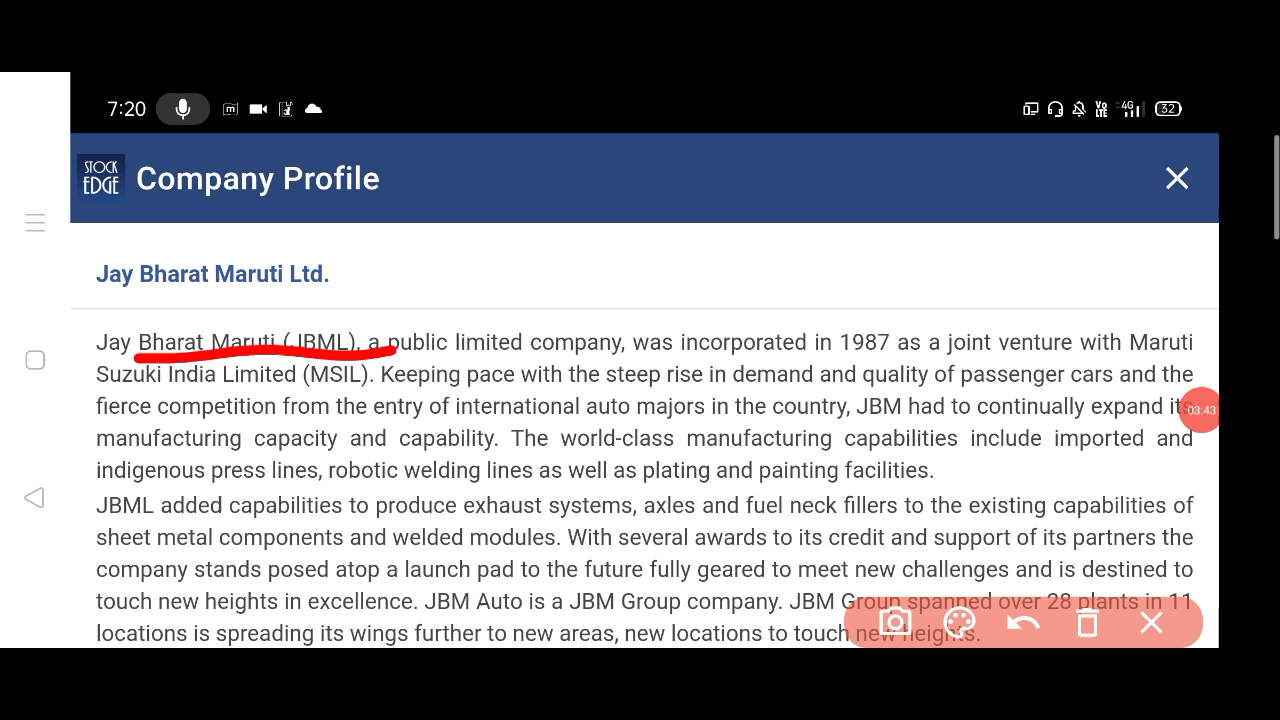 7:20
m
Vo LTE
4G
32
STOCK
EDGE
Company Profile
Jay Bharat Maruti Ltd.
Jay Bharat Maruti (JBML), a public limited company, was incorporated in 1987 as a joint venture with Maruti
Suzuki India Limited (MSIL). Keeping pace with the steep rise in demand and quality of passenger cars and the
fierce competition from the entry of international auto majors in the country, JBM had to continually expand its
03:43
manufacturing capacity and capability. The world-class manufacturing capabilities include imported and
indigenous press lines, robotic welding lines as well as plating and painting facilities.
JBML added capabilities to produce exhaust systems, axles and fuel neck fillers to the existing capabilities of
sheet metal components and welded modules. With several awards to its credit and support of its partners the
company stands posed atop a launch pad to the future fully geared to meet new challenges and is destined to
touch new heights in excellence. JBM Auto is a JBM Group company. JBM Group spanned over 28 plants in 11
locations is spreading its wings further to new areas, new locations to touch new heights.